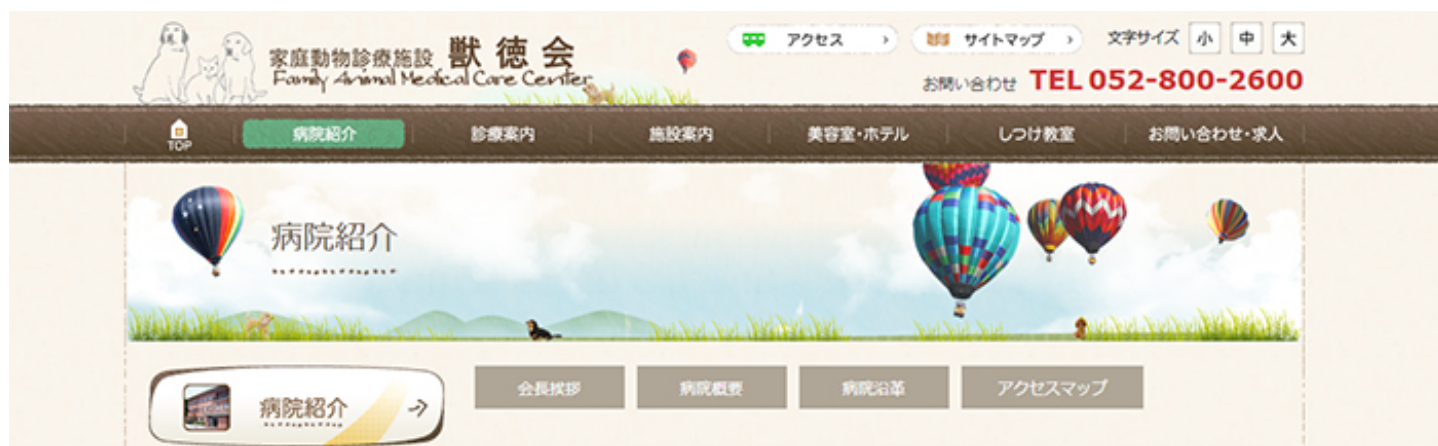 家庭動物診療施設 獣徳会
Family Animal Medical Care Center
アクセス
サイトマップ
文字サイズ 小 中 大
お問い合わせ TEL 052-800-2600
TOP
病院紹介
診療案内
施設案内
美容室・ホテル
しつけ教室
お問い合わせ・求人
病院紹介
病院紹介
会長挨拶
病院概要
病院沿革
アクセスマップ